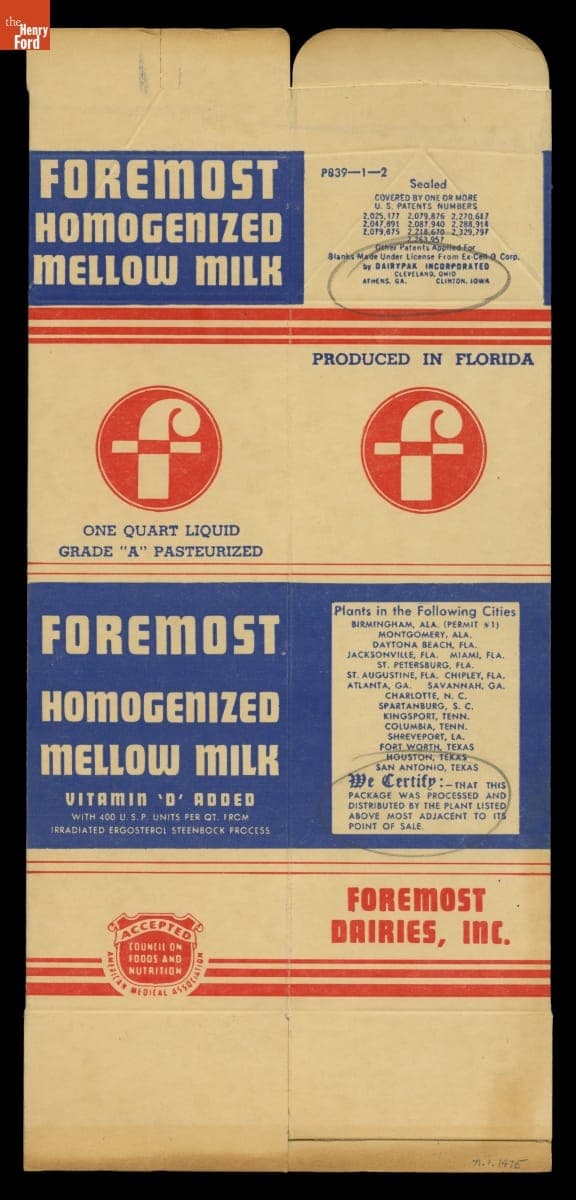 the
Henry
Ford
FOREMOST
HOMOGENIZED
MELLOW MILK
P839—1—2
Sealed
COVERED BY ONE OR MORE
U. S. PATENTS NUMBERS
2,025,177 2,079,876 2,270,617
2,047,891 2,087,940 2,288,914
2,079,875 2,218,670 2,329,797
2,363,957
Other Patents Applied For
Blanks Made Under License From Ex-Cell-O Corp.
by DAIRYPAK INCORPORATED
CLEVELAND, OHIO
ATHENS, GA. CLINTON, IOWA
PRODUCED IN FLORIDA
f
f
ONE QUART LIQUID
GRADE "A" PASTEURIZED
FOREMOST
HOMOGENIZED
MELLOW MILK
VITAMIN 'D' ADDED
WITH 400 U. S. P. UNITS PER QT. FROM
IRRADIATED ERGOSTEROL STEENBOCK PROCESS
Plants in the Following Cities
BIRMINGHAM, ALA. (PERMIT #1)
MONTGOMERY, ALA.
DAYTONA BEACH, FLA.
JACKSONVILLE, FLA. MIAMI, FLA.
ST. PETERSBURG, FLA.
ST. AUGUSTINE, FLA. CHIPLEY, FLA.
ATLANTA, GA. SAVANNAH, GA.
CHARLOTTE, N. C.
SPARTANBURG, S. C.
KINGSPORT, TENN.
COLUMBIA, TENN.
SHREVEPORT, LA.
FORT WORTH, TEXAS
HOUSTON, TEXAS
SAN ANTONIO, TEXAS
We Certify:—THAT THIS
PACKAGE WAS PROCESSED AND
DISTRIBUTED BY THE PLANT LISTED
ABOVE MOST ADJACENT TO ITS
POINT OF SALE.
ACCEPTED
COUNCIL ON
FOODS AND
NUTRITION
AMERICAN MEDICAL ASSOCIATION
FOREMOST
DAIRIES, INC.